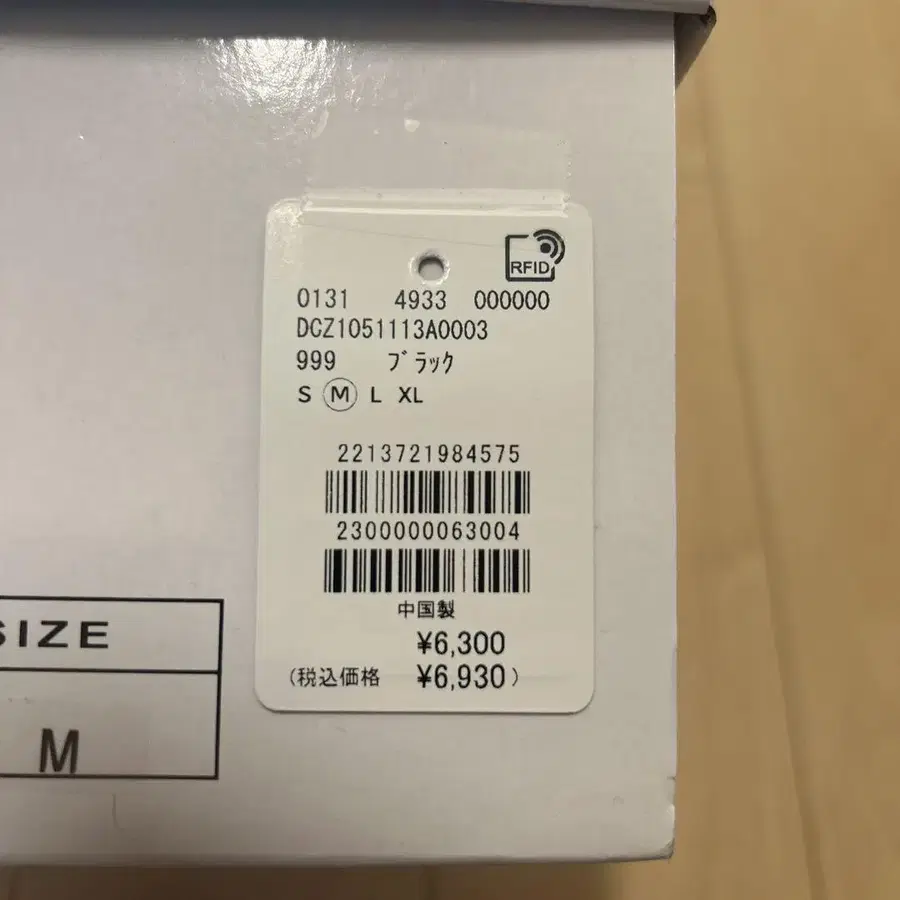 RFID
0131 4933 000000
DCZ1051113A0003
999 ﾌﾞﾗｯｸ
S M L XL
2213721984575
2300000063004
中国製
¥6,300
(税込価格 ¥6,930)
SIZE
M